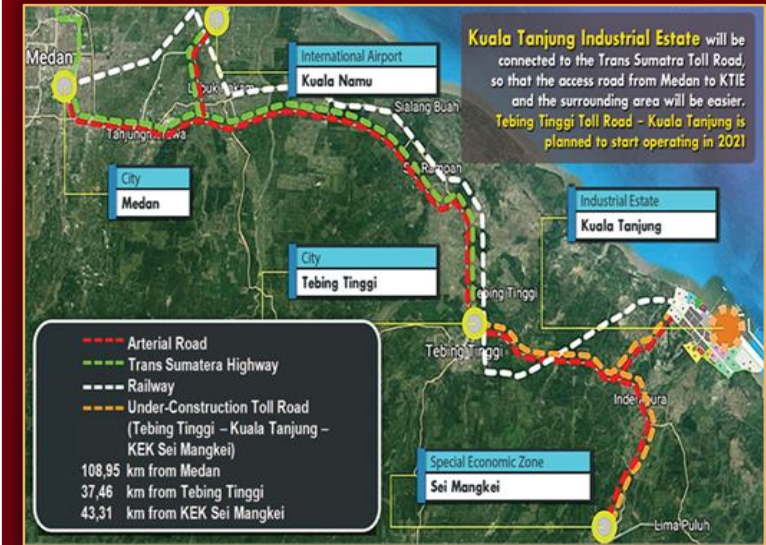 Kuala Tanjung Industrial Estate will be
connected to the Trans Sumatra Toll Road,
so that the access road from Medan to KTIE
and the surrounding area will be easier.
Tebing Tinggi Toll Road – Kuala Tanjung is
planned to start operating in 2021
Medan
International Airport
Kuala Namu
Sialang Buah
City
Medan
Industrial Estate
Kuala Tanjung
City
Tebing Tinggi
Tebing Tinggi
Arterial Road
Trans Sumatera Highway
Railway
Under-Construction Toll Road
(Tebing Tinggi – Kuala Tanjung –
KEK Sei Mangkei)
108,95 km from Medan
37,46 km from Tebing Tinggi
43,31 km from KEK Sei Mangkei
Special Economic Zone
Sei Mangkei
Lima Puluh